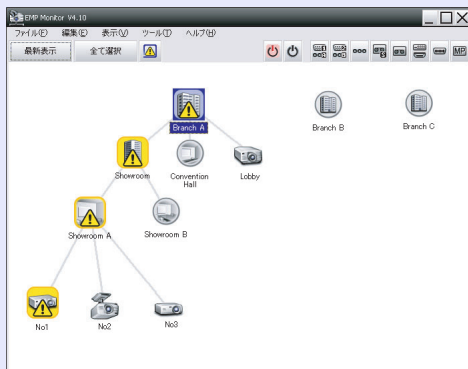 EMP Monitor V4.10
ファイル(F) 編集(E) 表示(V) ツール(T) ヘルプ(H)
最新表示 全て選択
MP
Branch A Branch B Branch C
Showroom Convention Hall Lobby
Showroom A Showroom B
No1 No2 No3